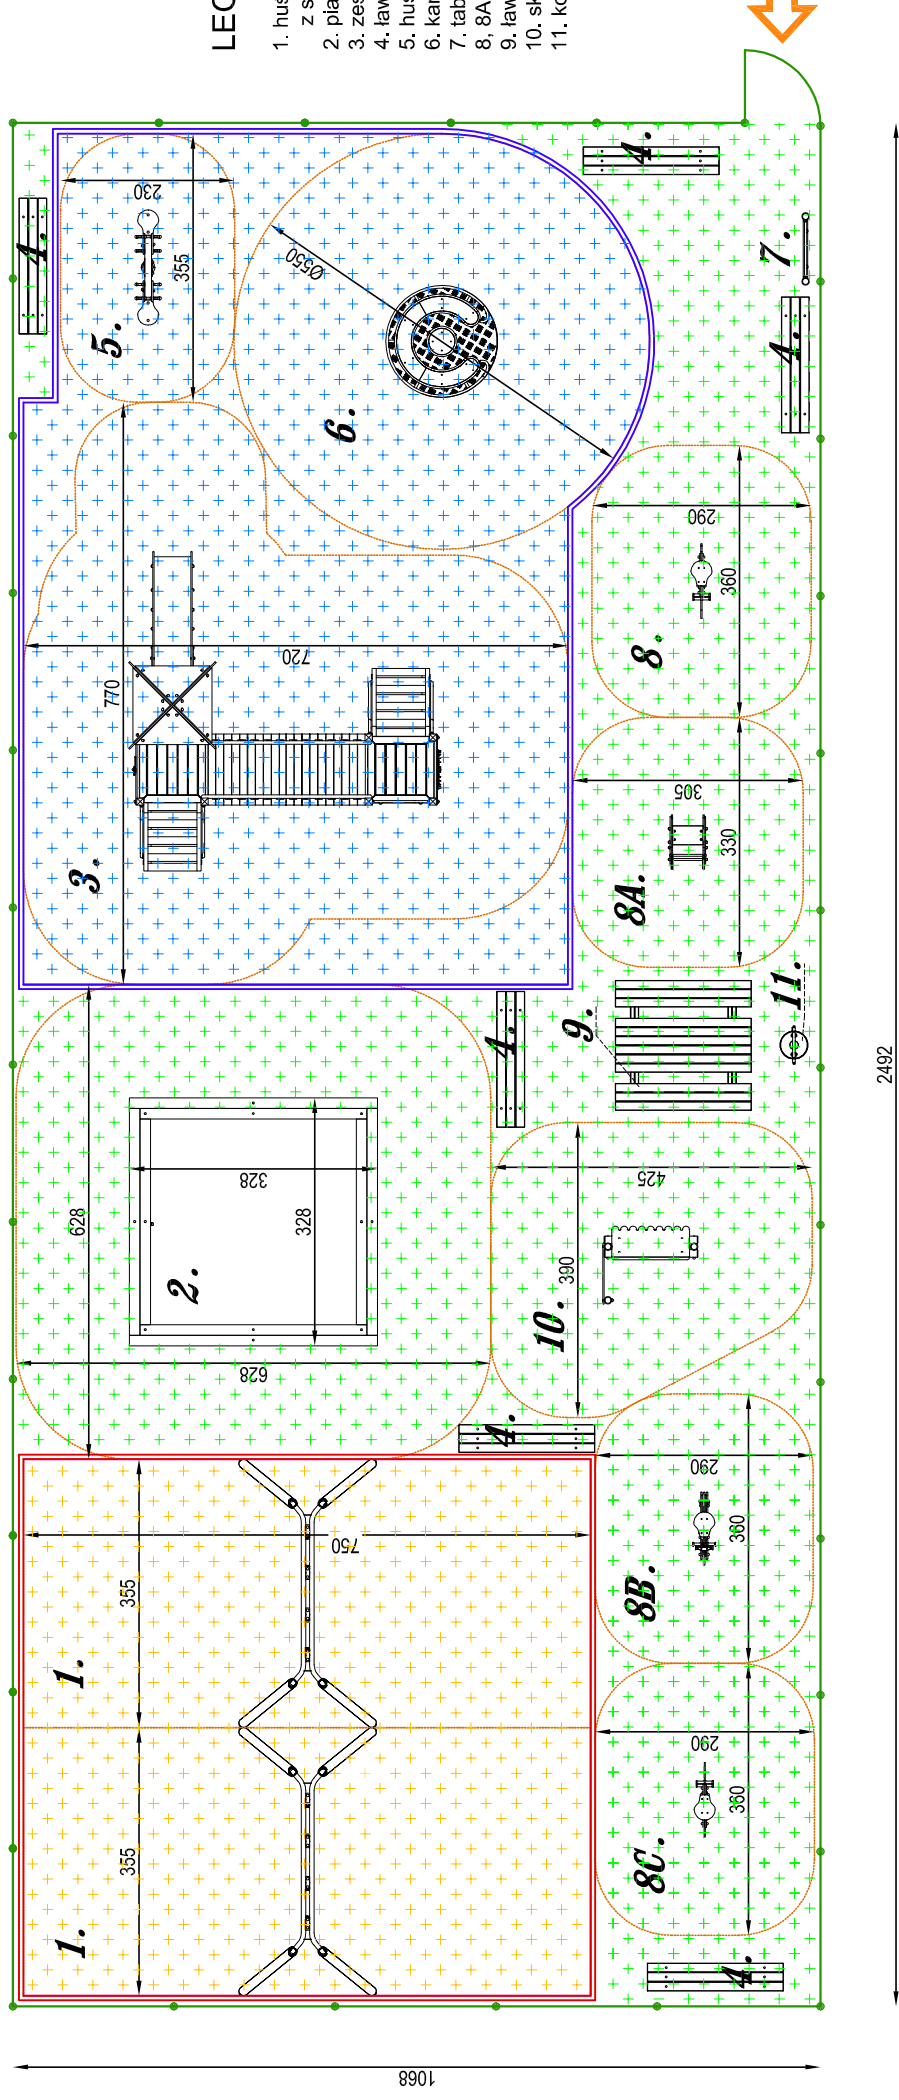 LEG
1. huś
z s
2. pia
3. zes
4. ław
5. huś
6. kar
7. tab
8, 8A
9. ław
10. sk
11. ko
4.
5.
230
355
Ø550
6.
4.
7.
4.
3.
770
720
8.
290
360
8A.
305
330
9.
11.
4.
2.
628
328
328
628
10.
390
425
4.
1.
355
750
1.
355
8B.
290
360
8C.
290
360
4.
2492
1068